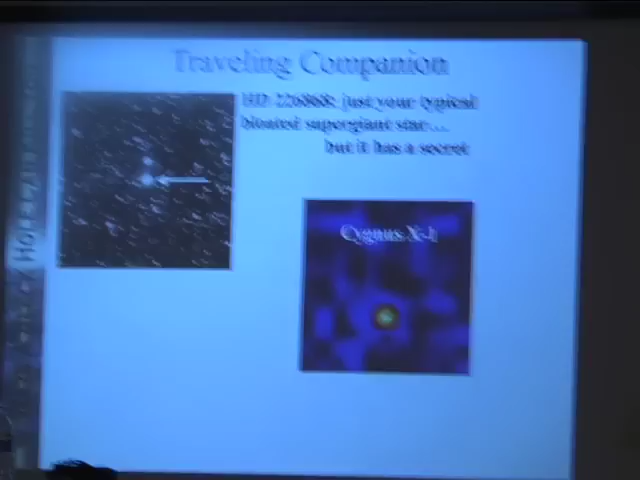 Traveling Companion
HD 226868: just your typical
bloated supergiant star...
but it has a secret
Cygnus X-1